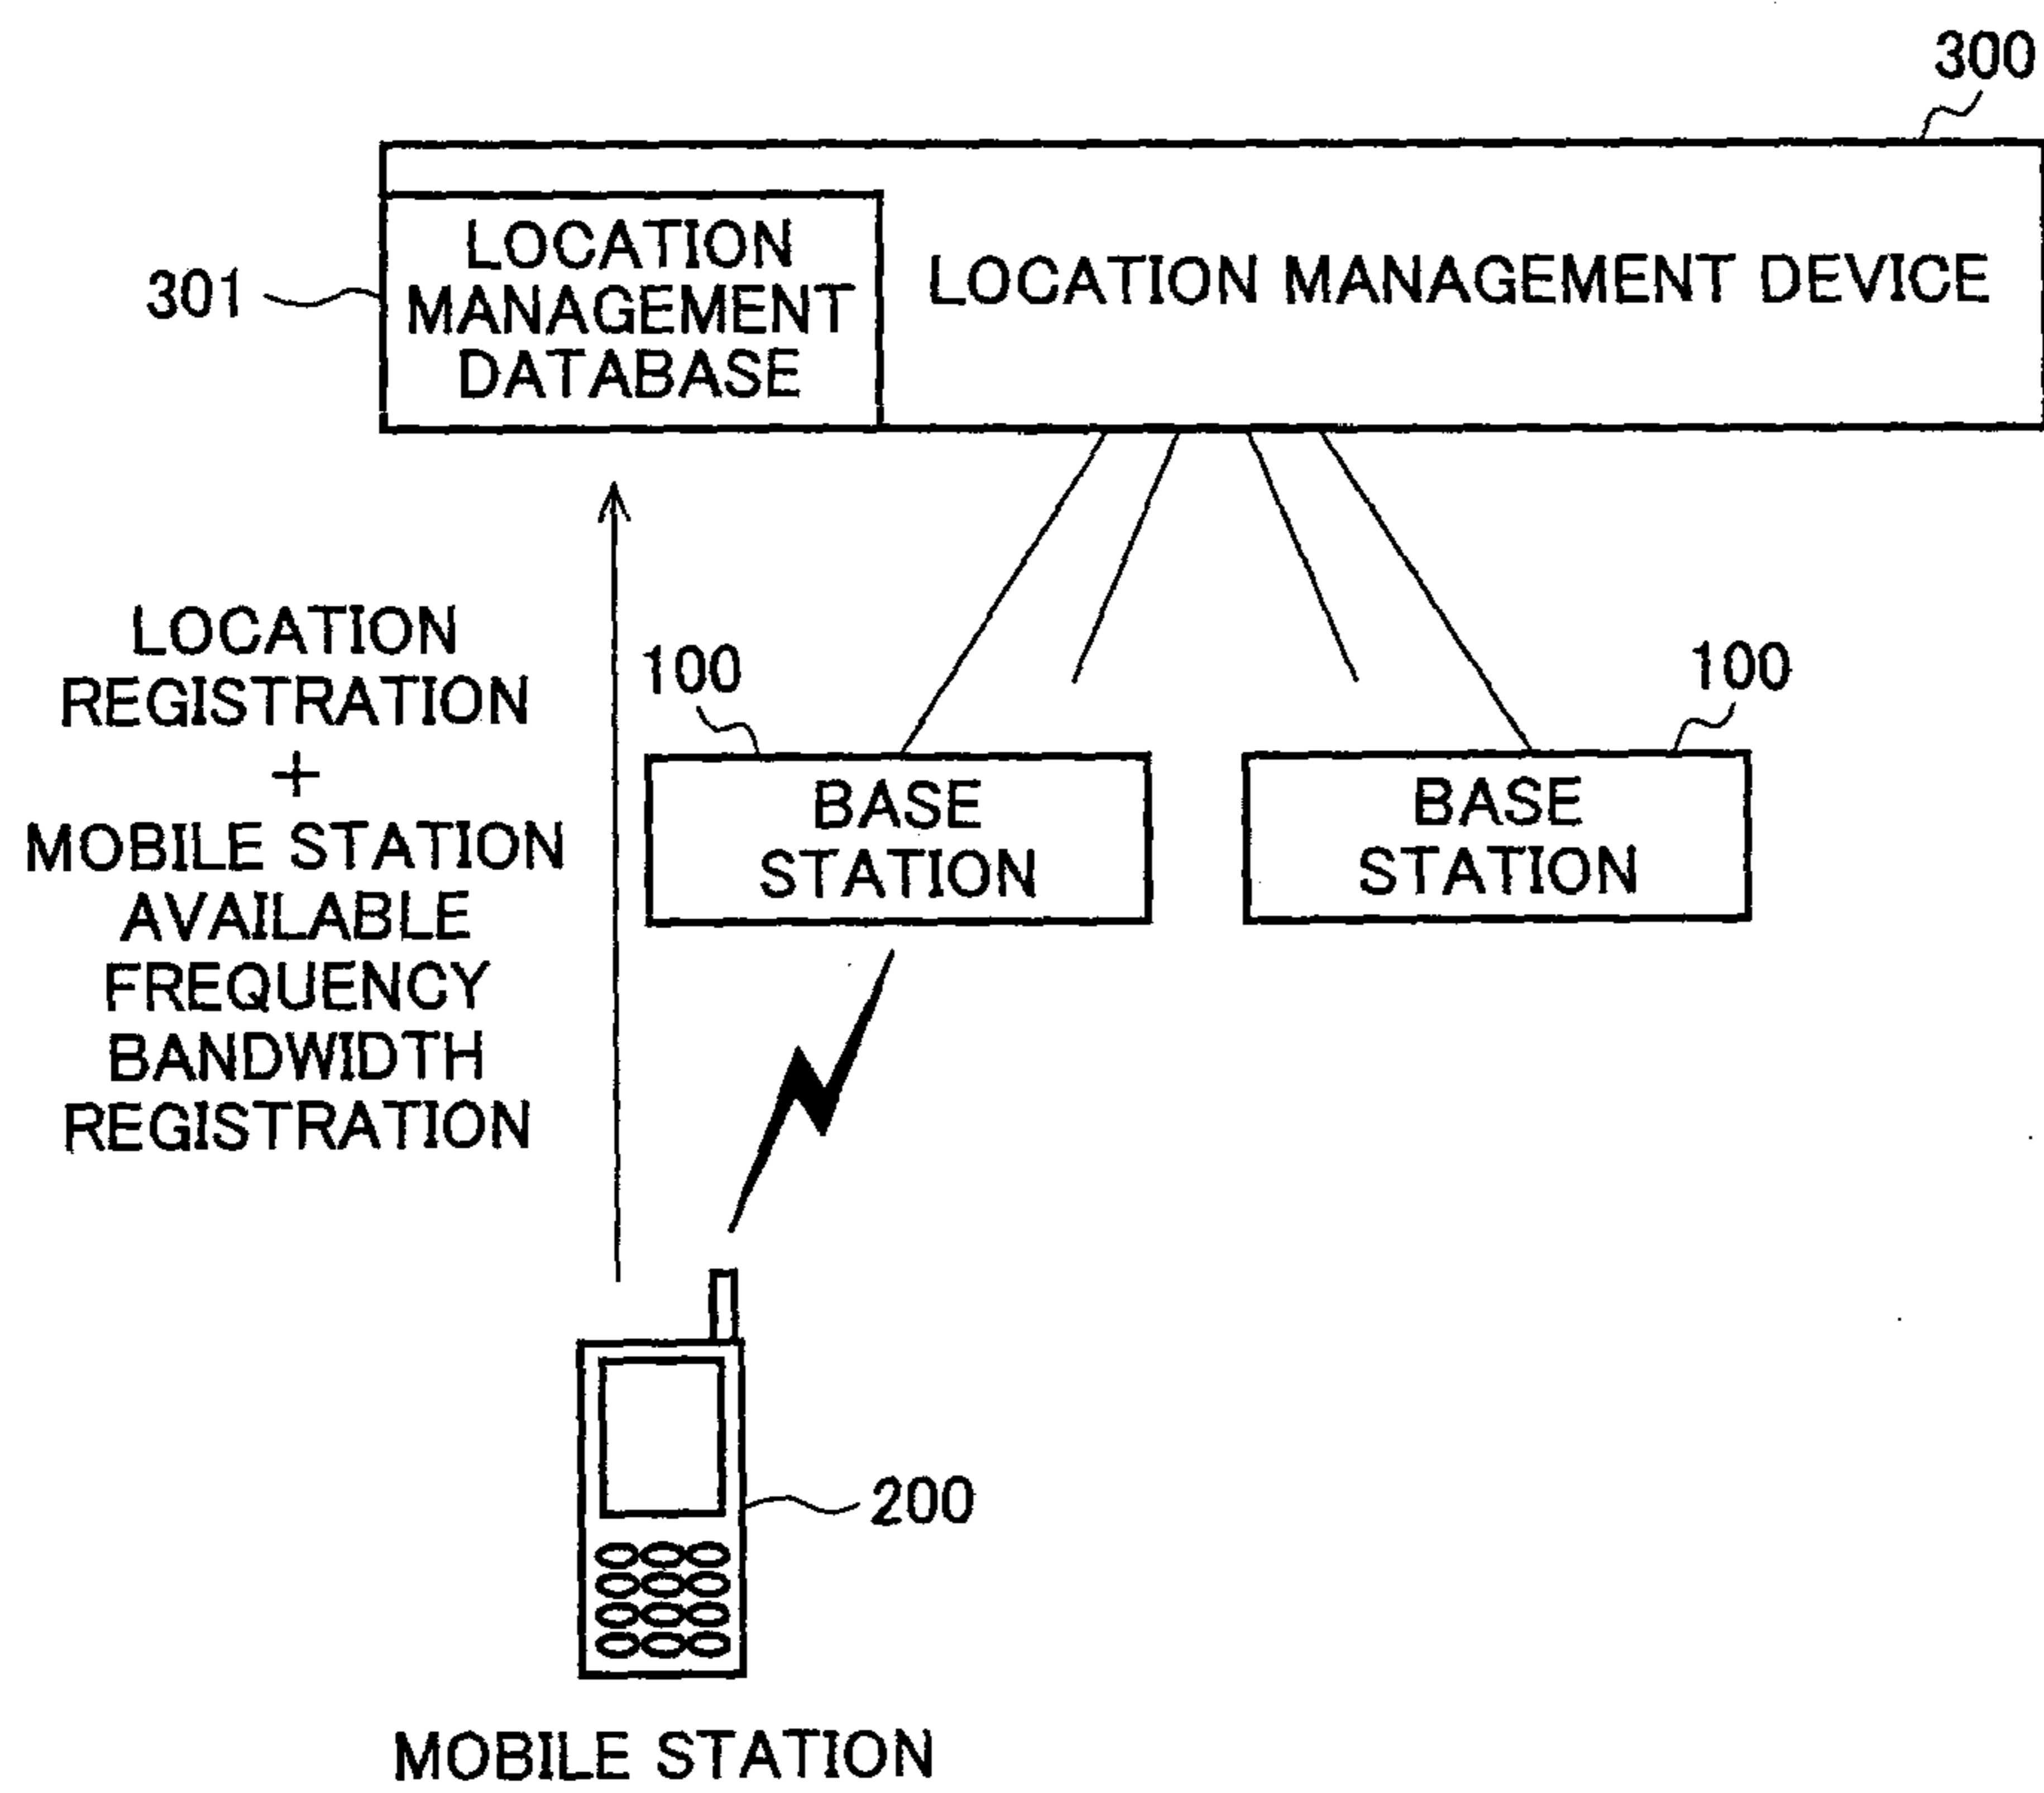 300
LOCATION
MANAGEMENT
DATABASE
301
LOCATION MANAGEMENT DEVICE
LOCATION
REGISTRATION
+
MOBILE STATION
AVAILABLE
FREQUENCY
BANDWIDTH
REGISTRATION
100
BASE
STATION
100
BASE
STATION
200
MOBILE STATION